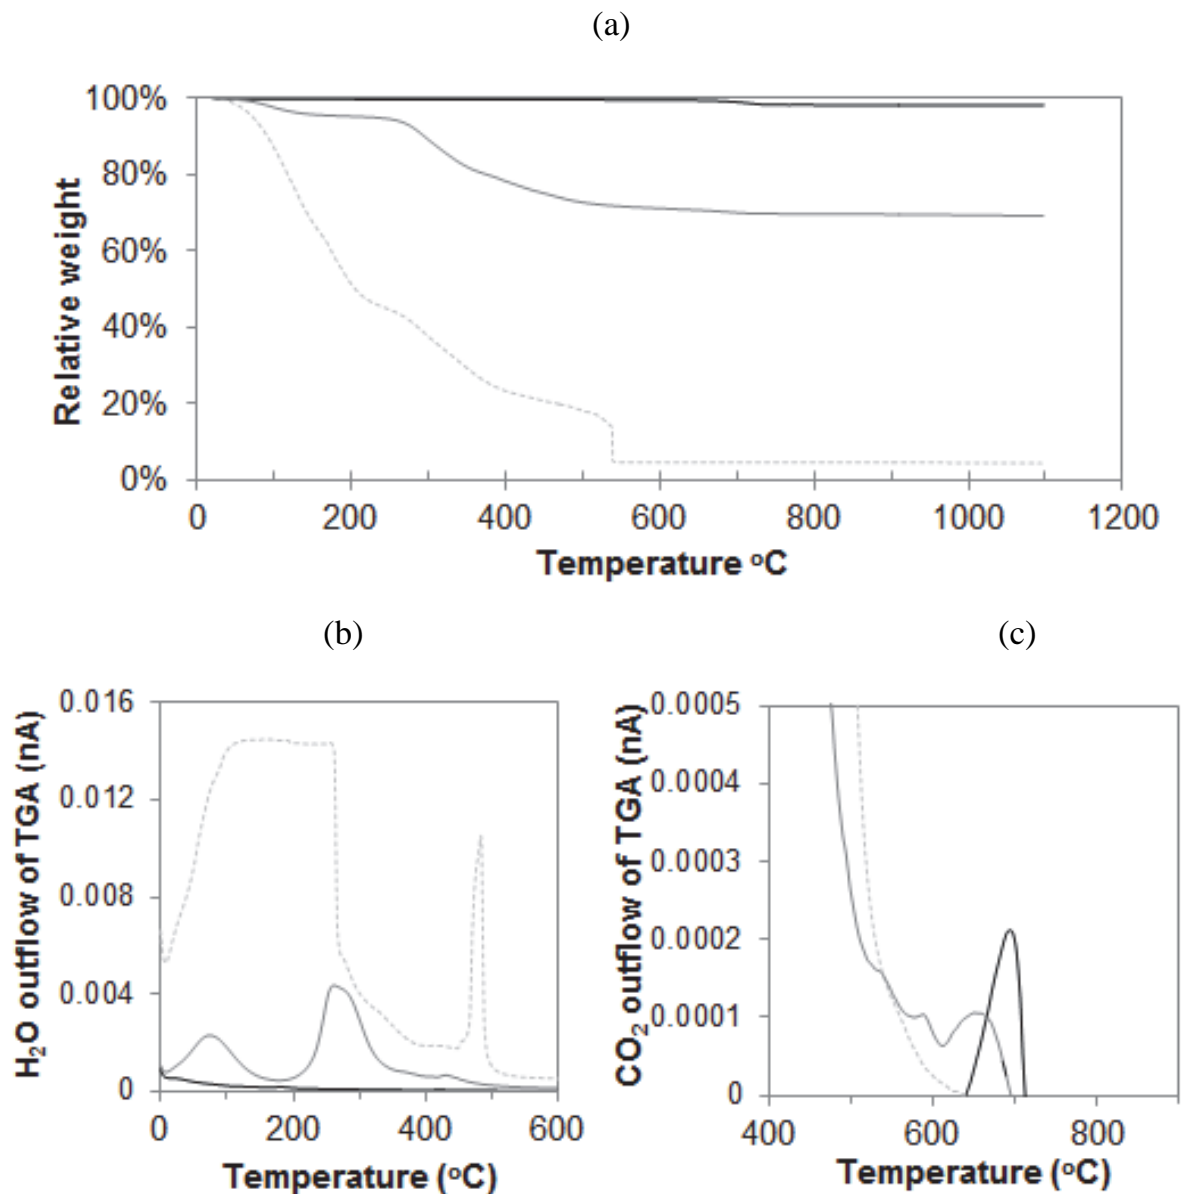 (a)
100%
80%
60%
40%
20%
0%
Relative weight
0 200 400 600 800 1000 1200
Temperature °C
(b)
(c)
0.016
0.012
0.008
0.004
0
H₂O outflow of TGA (nA)
0 200 400 600
Temperature (°C)
0.0005
0.0004
0.0003
0.0002
0.0001
0
CO₂ outflow of TGA (nA)
400 600 800
Temperature (°C)